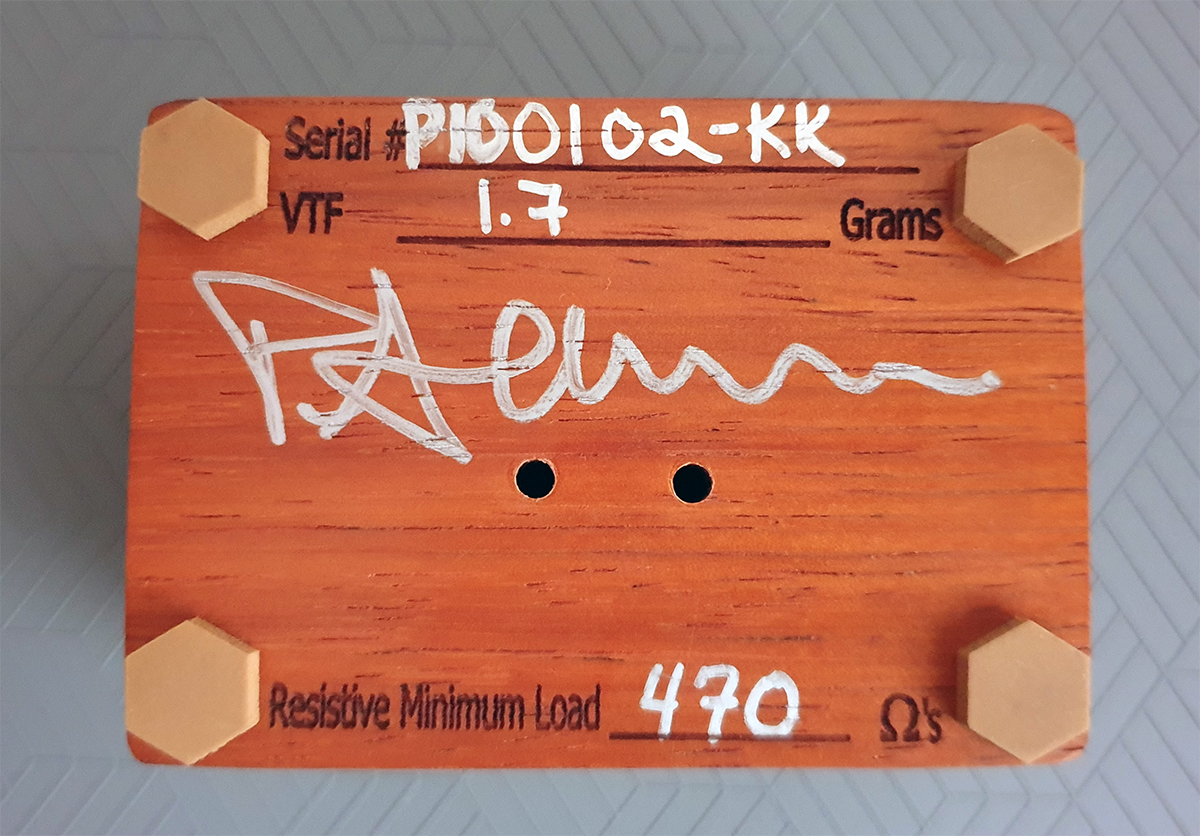 Serial # P100102-KK
VTF 1.7 Grams
Resistive Minimum Load 470 Ω's